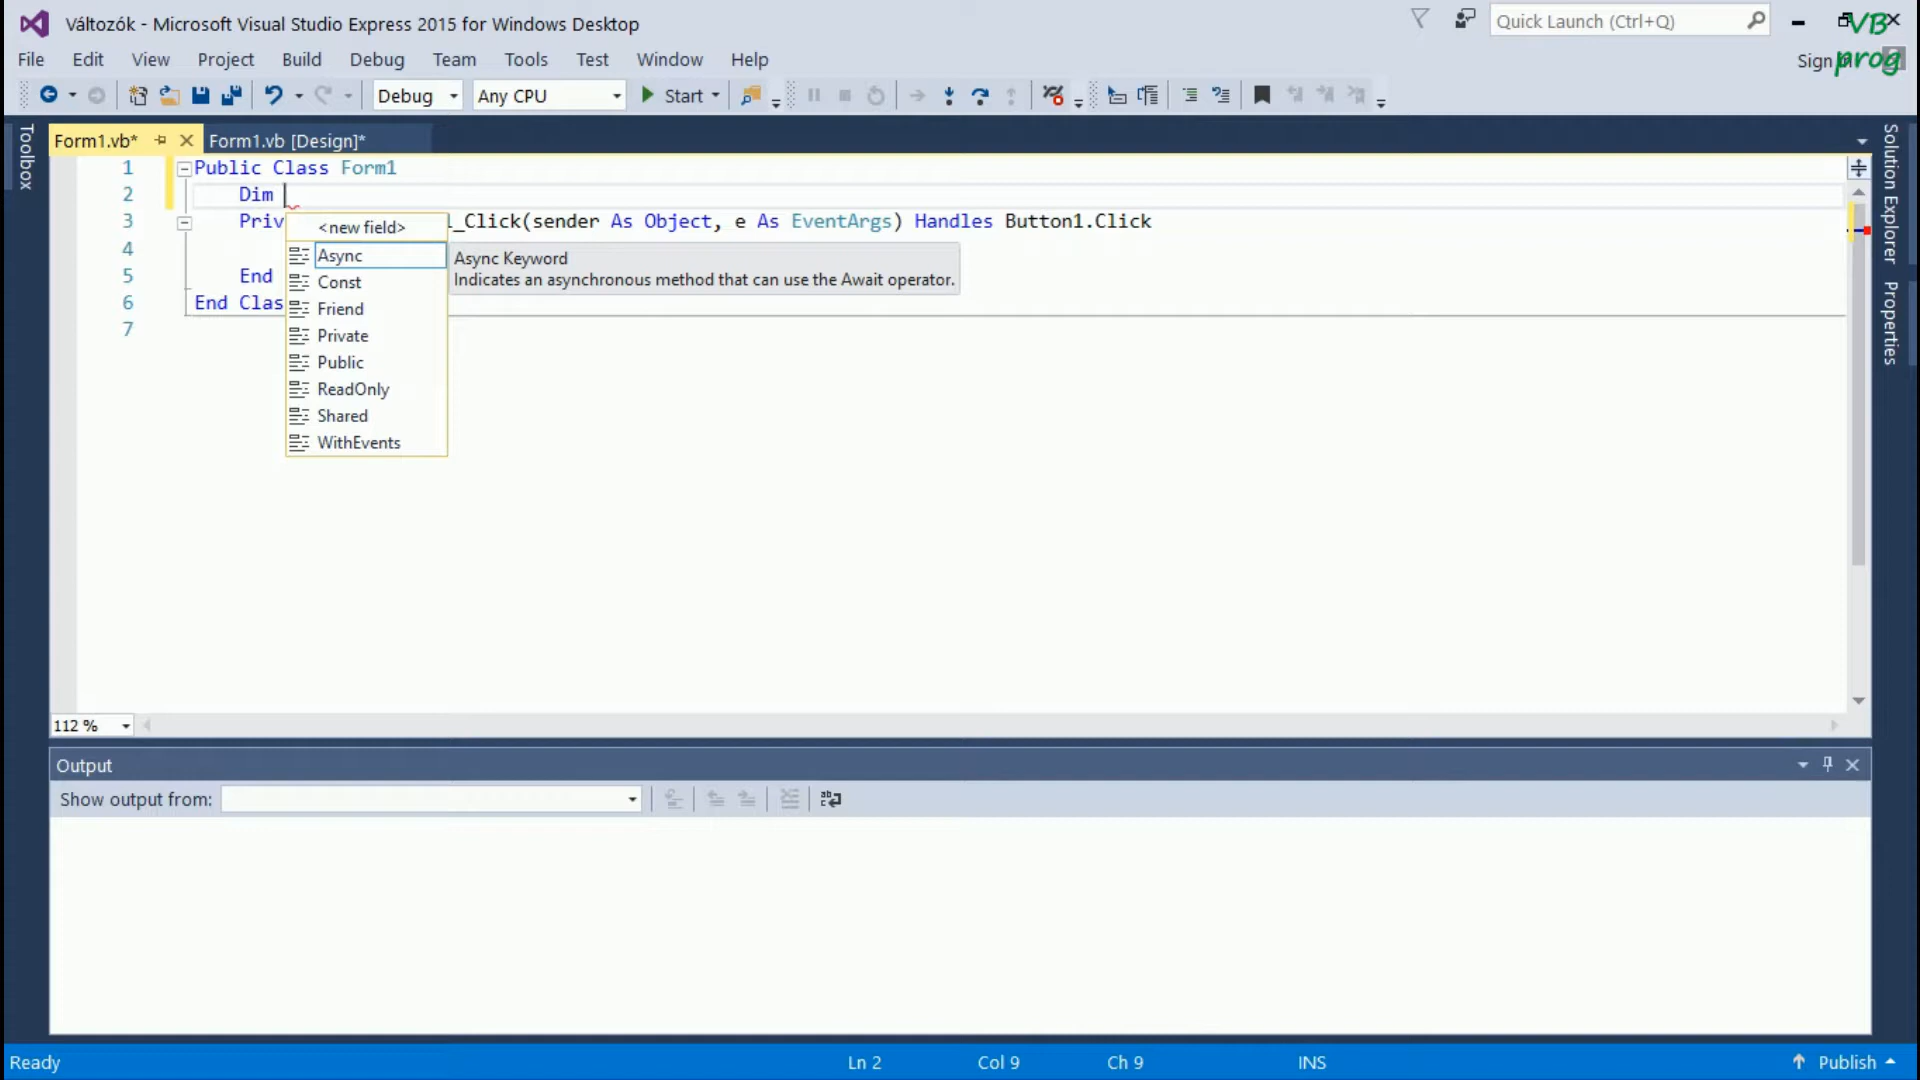 Változók - Microsoft Visual Studio Express 2015 for Windows Desktop
Quick Launch (Ctrl+Q)
VB
prog
File Edit View Project Build Debug Team Tools Test Window Help
Sign
Debug Any CPU Start
Toolbox
Form1.vb* Form1.vb [Design]*
1 Public Class Form1
2 Dim
3 Priv 1_Click(sender As Object, e As EventArgs) Handles Button1.Click
4
5 End
6 End Clas
7
<new field>
Async
Const
Friend
Private
Public
ReadOnly
Shared
WithEvents
Async Keyword
Indicates an asynchronous method that can use the Await operator.
Solution Explorer
Properties
112 %
Output
Show output from:
Ready Ln 2 Col 9 Ch 9 INS Publish